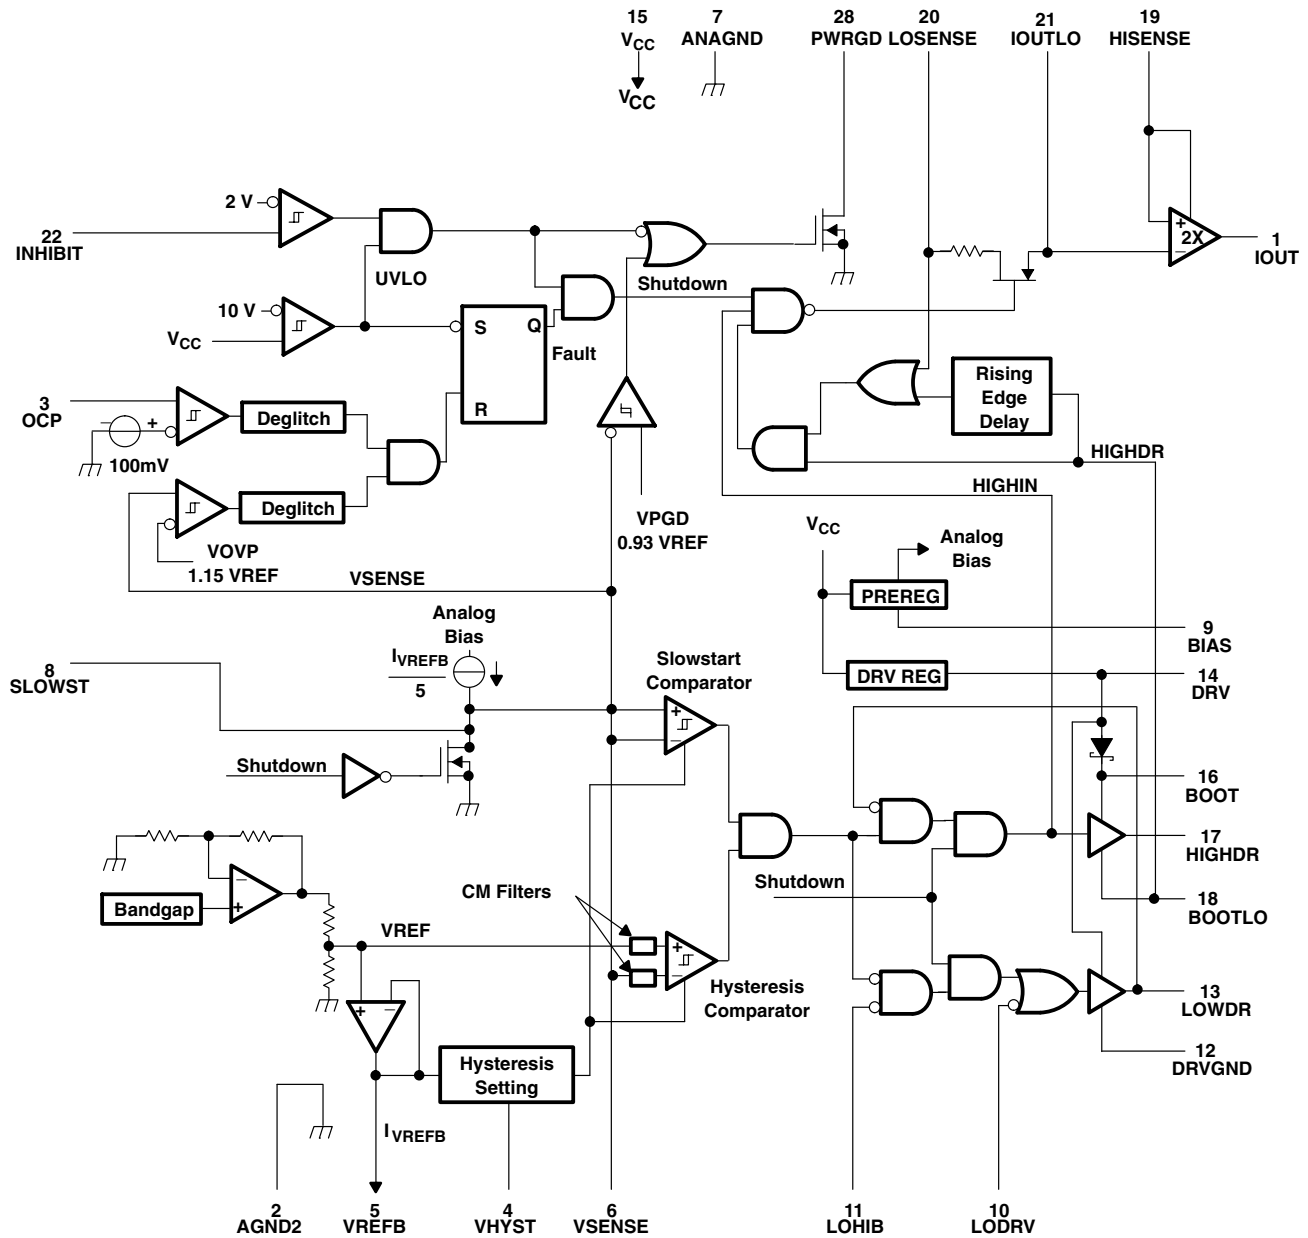 15
VCC
VCC
7
ANAGND
28
PWRGD
20
LOSENSE
21
IOUTLO
19
HISENSE
2 V
22
INHIBIT
UVLO
+
2X
−
1
IOUT
Shutdown
10 V
VCC
S
Q
R
Fault
3
OCP
−
+
100mV
Deglitch
Deglitch
VOVP
1.15 VREF
Rising
Edge
Delay
HIGHDR
HIGHIN
VPGD
0.93 VREF
VCC
Analog
Bias
PREREG
VSENSE
9
BIAS
Analog
Bias
IVREFB
5
8
SLOWST
Slowstart
Comparator
DRV REG
14
DRV
+
−
Shutdown
16
BOOT
17
HIGHDR
−
+
Bandgap
Shutdown
CM Filters
18
BOOTLO
VREF
+
−
Hysteresis
Comparator
+
−
13
LOWDR
Hysteresis
Setting
12
DRVGND
IVREFB
2
AGND2
5
VREFB
4
VHYST
6
VSENSE
11
LOHIB
10
LODRV